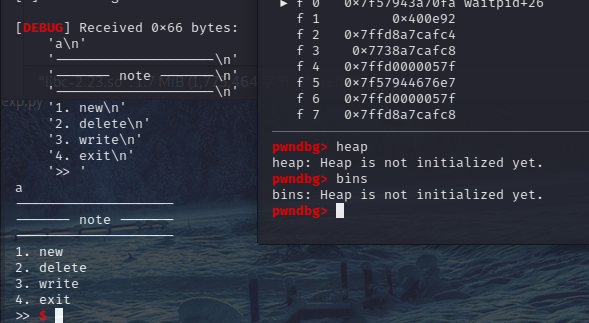 [DEBUG] Received 0×66 bytes:
'a\n'
'————————————————————\n'
'——————— note ———————\n'
'————————————————————\n'
'1. new\n'
'2. delete\n'
'3. write\n'
'4. exit\n'
'>> '
a
————————————————————
——————— note ———————
————————————————————
1. new
2. delete
3. write
4. exit
>> $
exp.py
► f 0 0×7f57943a70fa waitpid+26
f 1 0×400e92
f 2 0×7ffd8a7cafc4
f 3 0×7738a7cafc8
f 4 0×7ffd0000057f
f 5 0×7f57944676e7
f 6 0×7ffd0000057f
f 7 0×7ffd8a7cafc8
pwndbg> heap
heap: Heap is not initialized yet.
pwndbg> bins
bins: Heap is not initialized yet.
pwndbg>